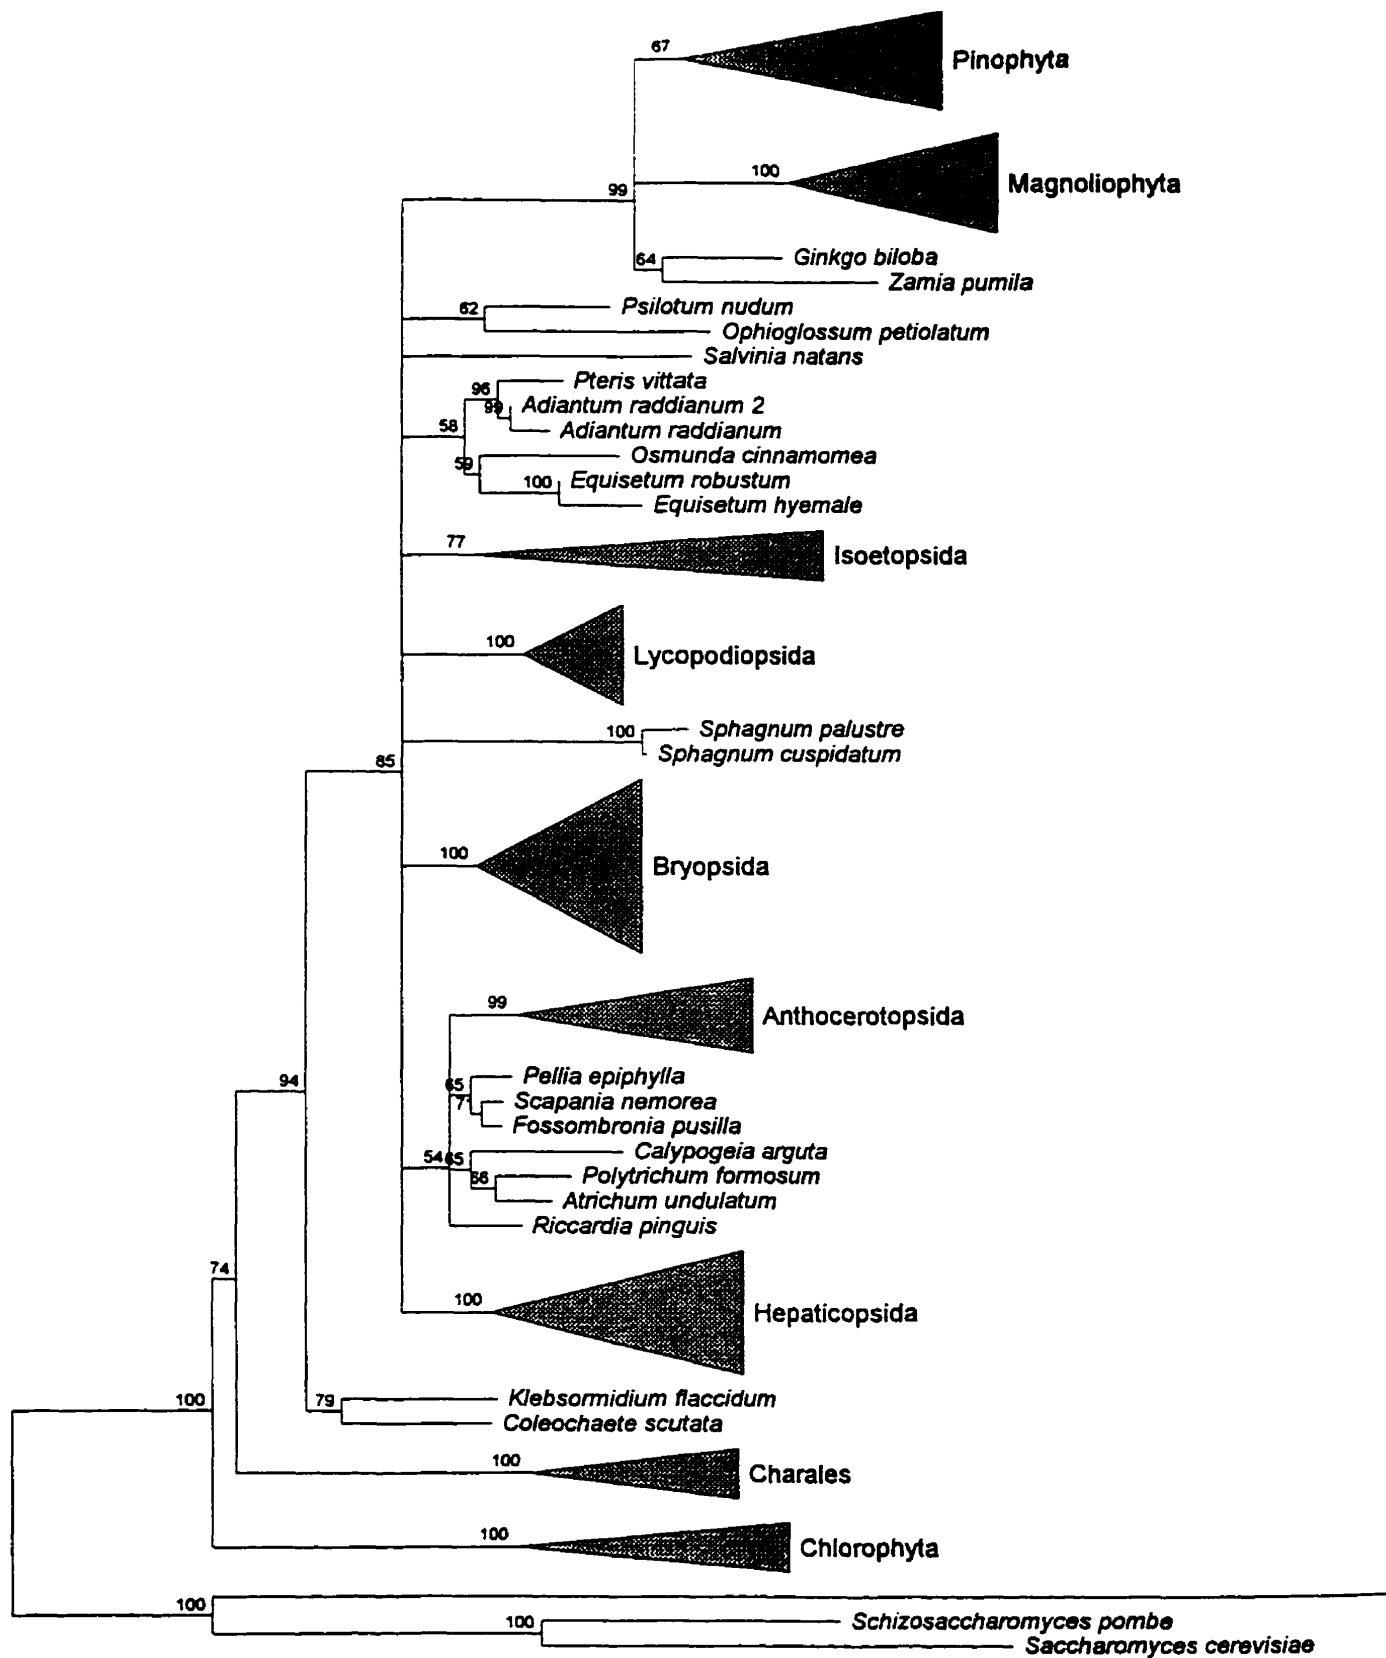 67
Pinophyta
100
Magnoliophyta
99
Ginkgo biloba
64
Zamia pumila
Psilotum nudum
62
Ophioglossum petiolatum
Salvinia natans
Pteris vittata
96
Adiantum raddianum 2
99
Adiantum raddianum
58
Osmunda cinnamomea
59
Equisetum robustum
100
Equisetum hyemale
77
Isoetopsida
100
Lycopodiopsida
Sphagnum palustre
100
Sphagnum cuspidatum
85
100
Bryopsida
99
Anthocerotopsida
Pellia epiphylla
65
Scapania nemorea
71
Fossombronia pusilla
Calypogeia arguta
54
65
Polytrichum formosum
66
Atrichum undulatum
Riccardia pinguis
94
74
100
Hepaticopsida
Klebsormidium flaccidum
79
100
Coleochaete scutata
100
Charales
100
Chlorophyta
100
Schizosaccharomyces pombe
100
Saccharomyces cerevisiae